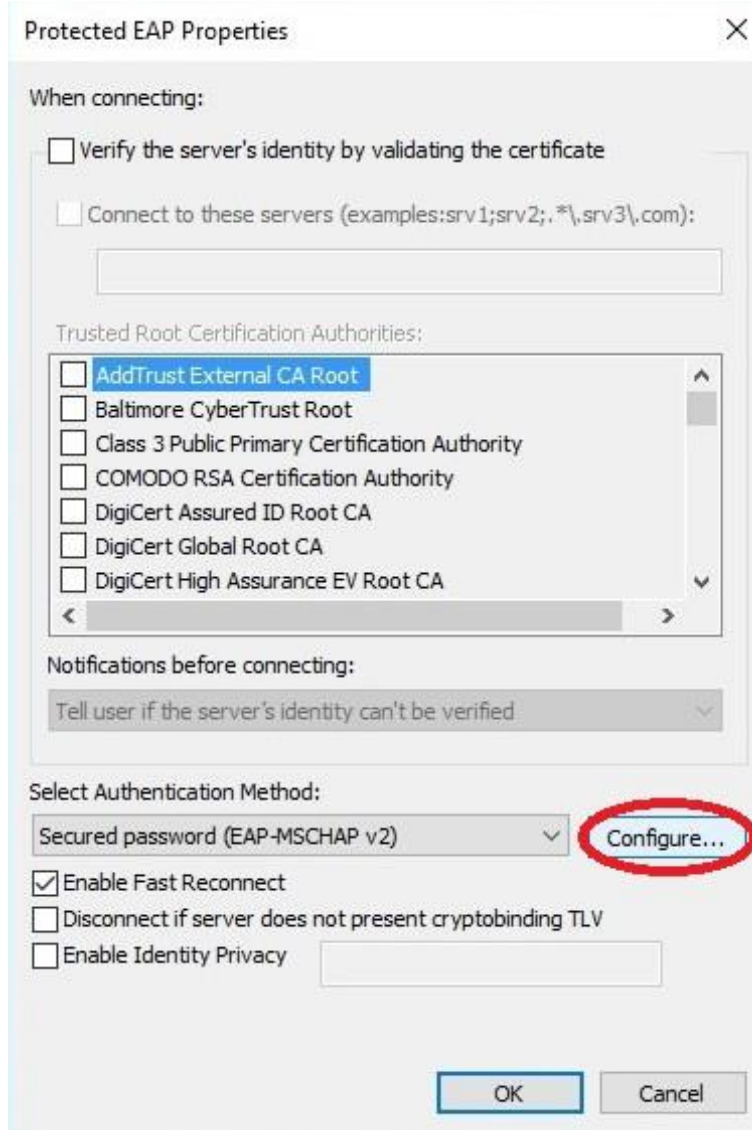 Protected EAP Properties
When connecting:
Verify the server's identity by validating the certificate
Connect to these servers (examples:srv1;srv2;.*\.srv3\.com):
Trusted Root Certification Authorities:
AddTrust External CA Root
Baltimore CyberTrust Root
Class 3 Public Primary Certification Authority
COMODO RSA Certification Authority
DigiCert Assured ID Root CA
DigiCert Global Root CA
DigiCert High Assurance EV Root CA
Notifications before connecting:
Tell user if the server's identity can't be verified
Select Authentication Method:
Secured password (EAP-MSCHAP v2) Configure...
Enable Fast Reconnect
Disconnect if server does not present cryptobinding TLV
Enable Identity Privacy
OK Cancel